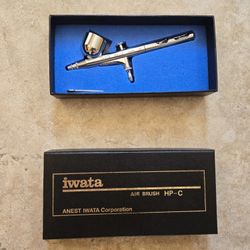 iwata
AIR BRUSH HP-C
ANEST IWATA Corporation